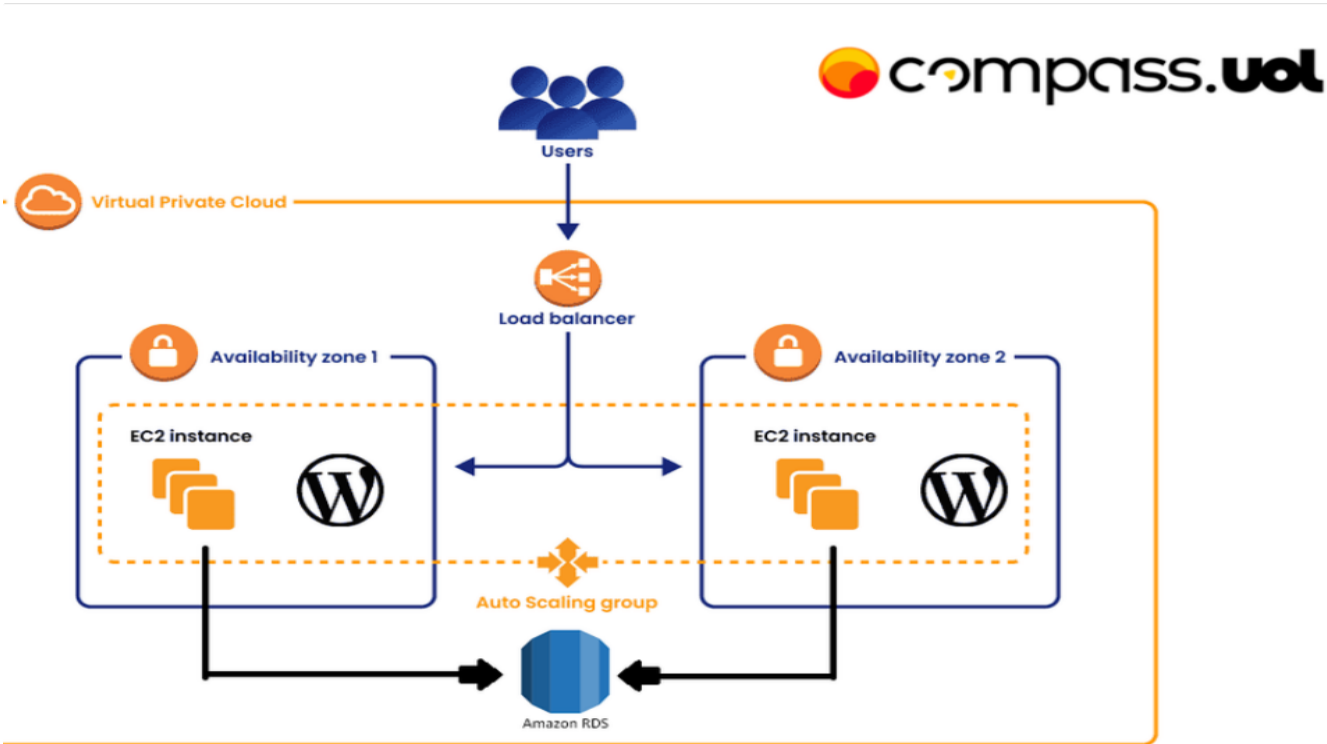 compass.uol
Users
Virtual Private Cloud
Load balancer
Availability zone 1
Availability zone 2
EC2 instance
EC2 instance
Auto Scaling group
Amazon RDS